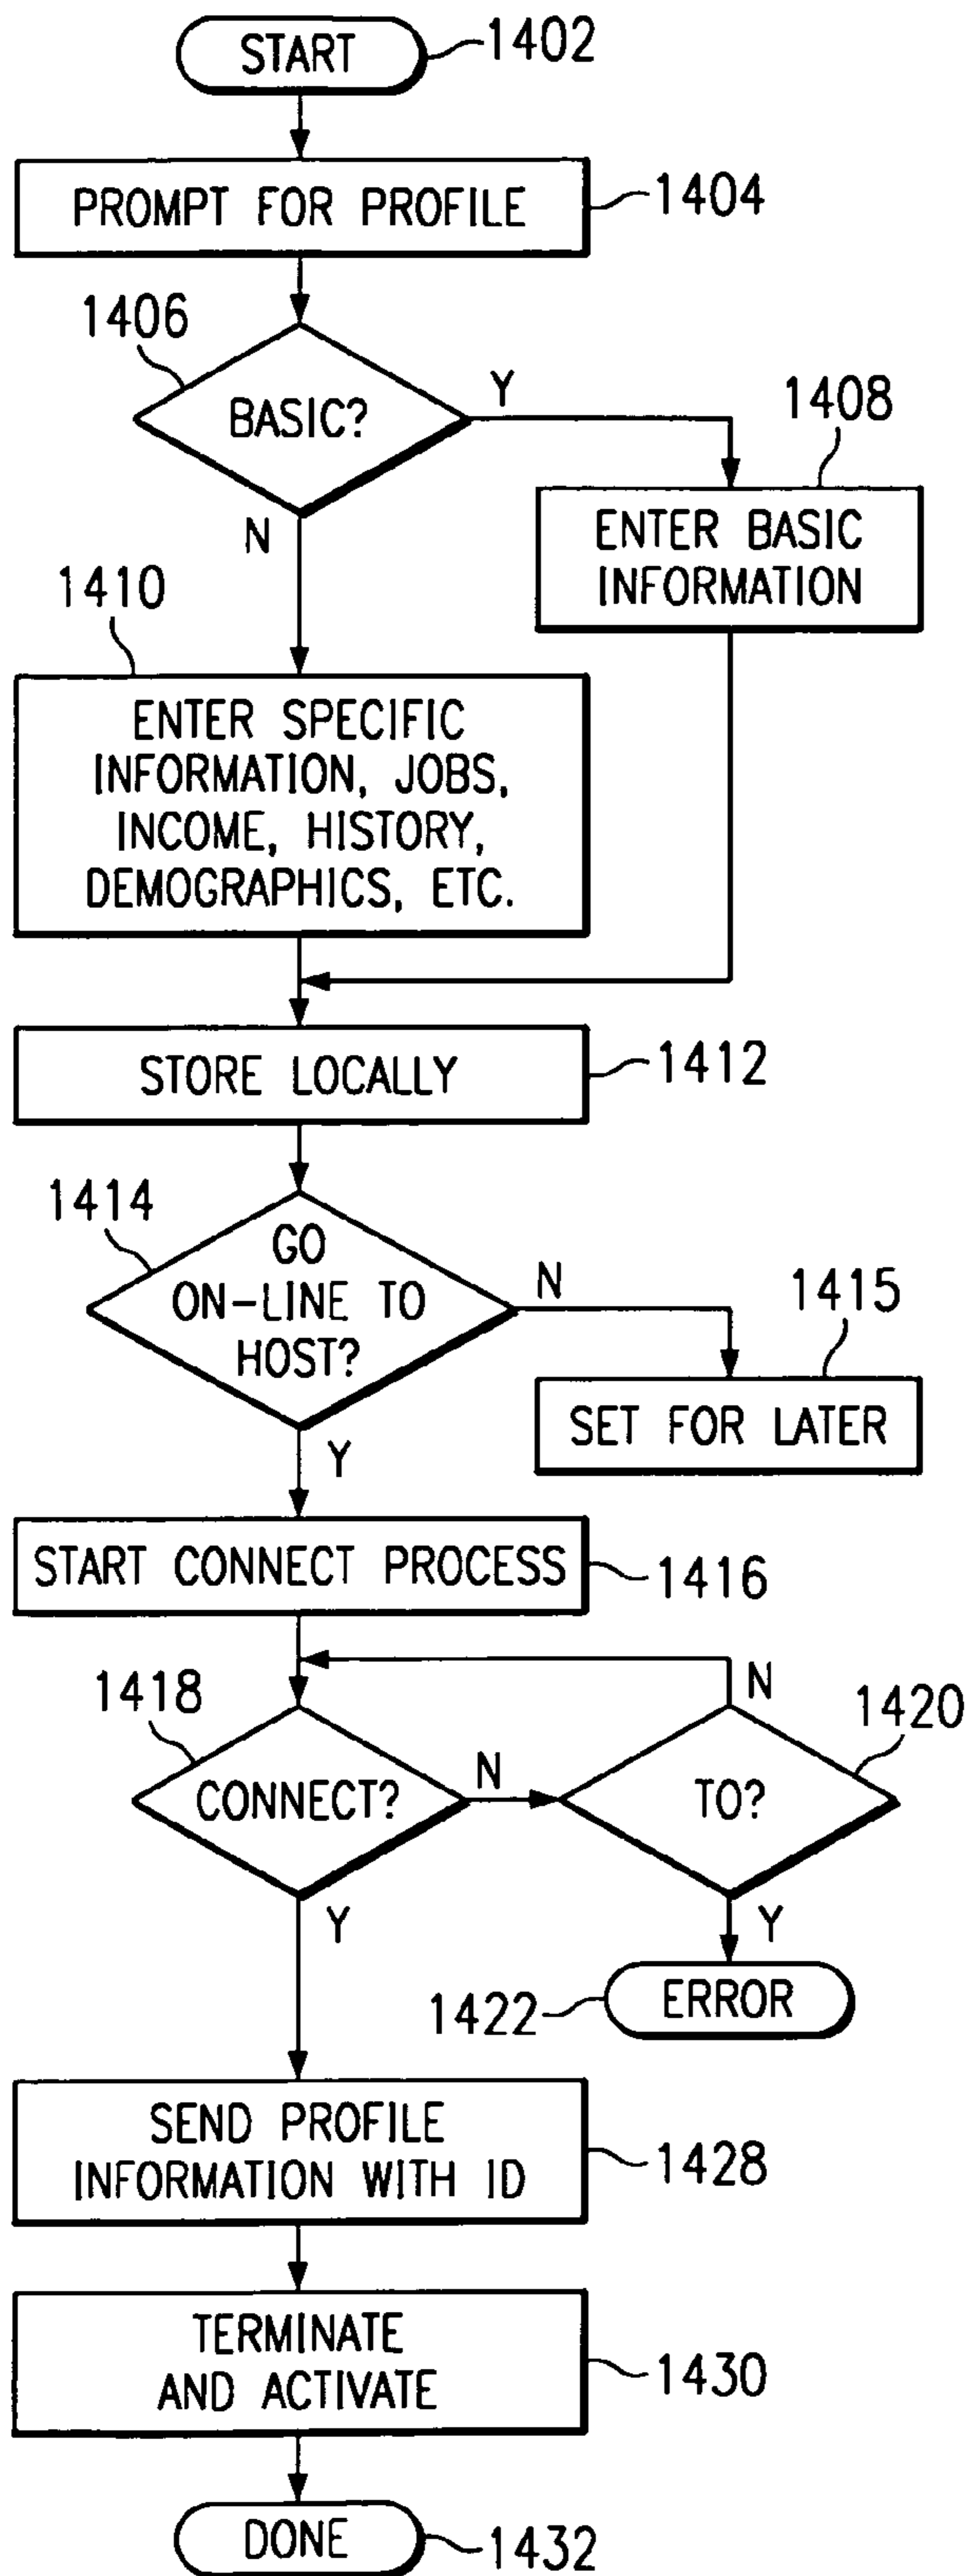 START
1402
PROMPT FOR PROFILE
1404
1406
BASIC?
Y
N
1408
ENTER BASIC
INFORMATION
1410
ENTER SPECIFIC
INFORMATION, JOBS,
INCOME, HISTORY,
DEMOGRAPHICS, ETC.
STORE LOCALLY
1412
1414
GO
ON-LINE TO
HOST?
N
Y
1415
SET FOR LATER
START CONNECT PROCESS
1416
1418
CONNECT?
N
Y
1420
TO?
N
Y
1422
ERROR
SEND PROFILE
INFORMATION WITH ID
1428
TERMINATE
AND ACTIVATE
1430
DONE
1432